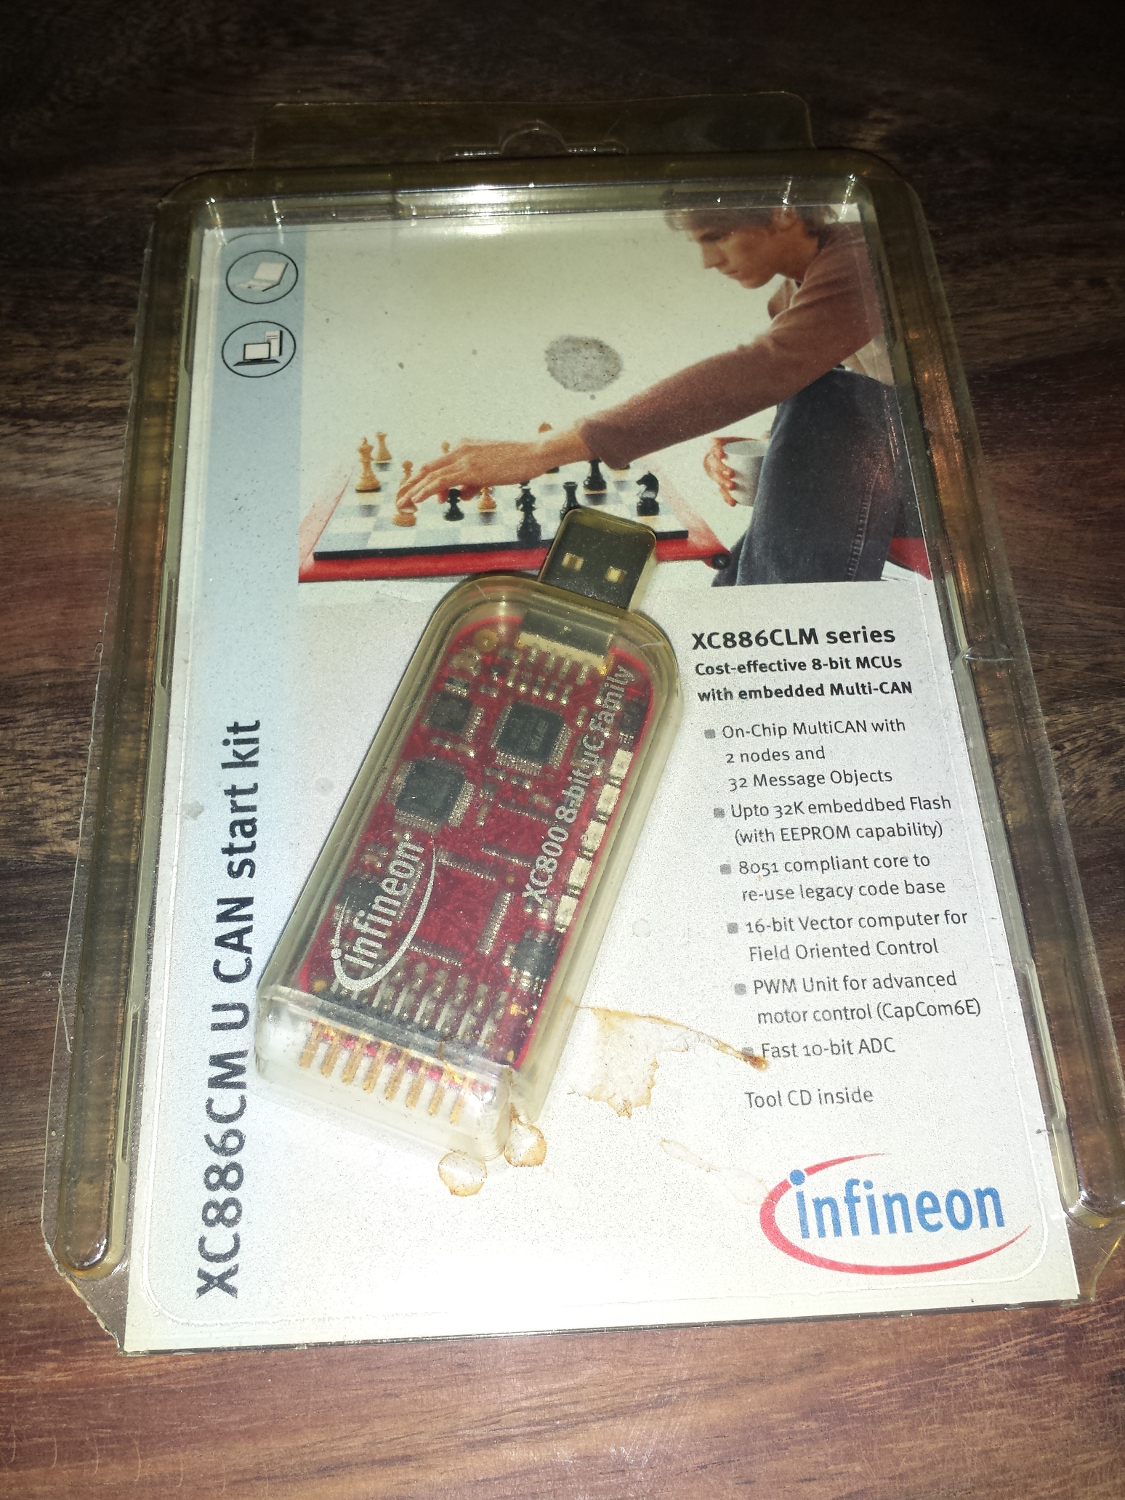 XC886CM U CAN start kit
XC886CLM series
Cost-effective 8-bit MCUs
with embedded Multi-CAN
On-Chip MultiCAN with
2 nodes and
32 Message Objects
Upto 32K embeddbed Flash
(with EEPROM capability)
8051 compliant core to
re-use legacy code base
16-bit Vector computer for
Field Oriented Control
PWM Unit for advanced
motor control (CapCom6E)
Fast 10-bit ADC
Tool CD inside
infineon
infineon
XC800 8-bit uC Family